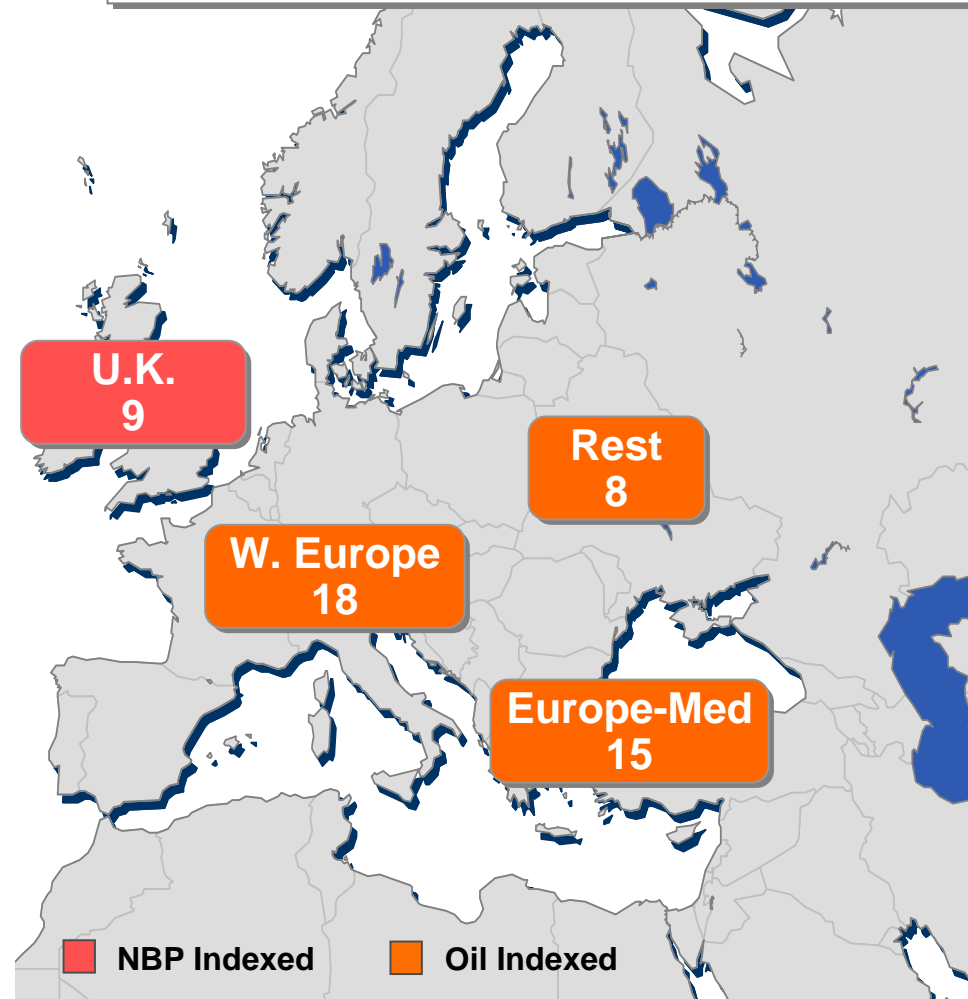 U.K.
9
Rest
8
W. Europe
18
Europe-Med
15
NBP Indexed
Oil Indexed